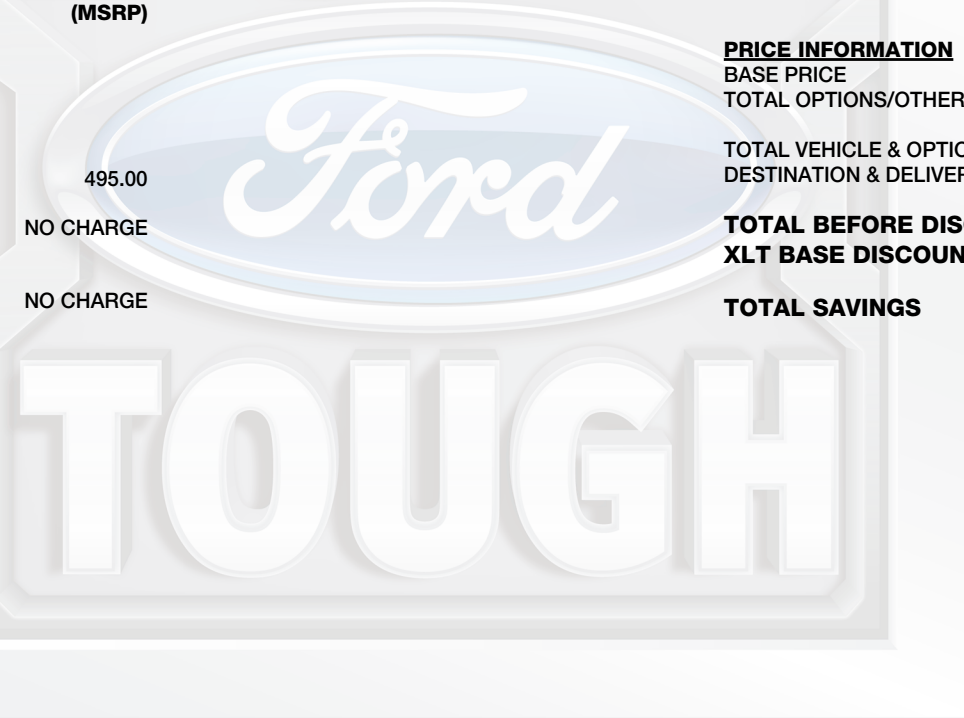 (MSRP)
495.00
NO CHARGE
NO CHARGE
PRICE INFORMATION
BASE PRICE
TOTAL OPTIONS/OTHER
TOTAL VEHICLE & OPTIO
DESTINATION & DELIVER
TOTAL BEFORE DIS
XLT BASE DISCOUN
TOTAL SAVINGS
Ford
TOUGH